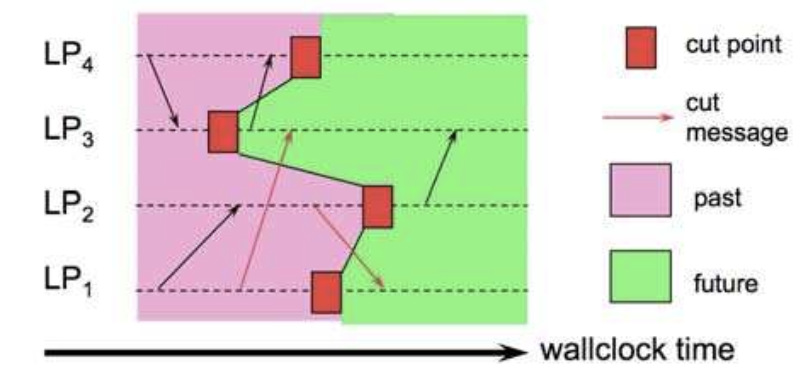 LP₄
LP₃
LP₂
LP₁
wallclock time
cut point
cut
message
past
future